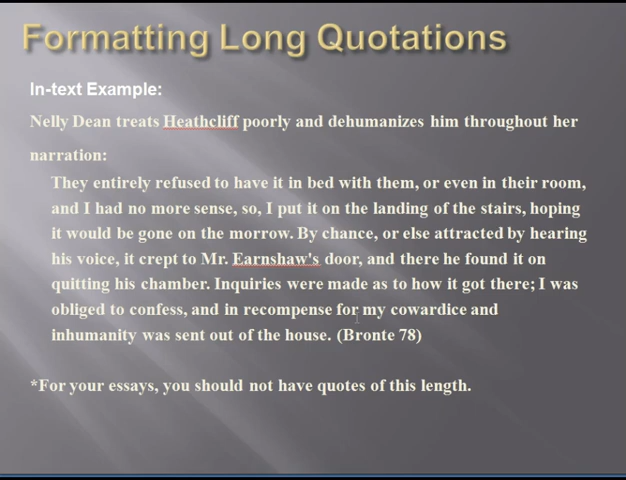 Formatting Long Quotations
In-text Example:
Nelly Dean treats Heathcliff poorly and dehumanizes him throughout her
narration:
They entirely refused to have it in bed with them, or even in their room,
and I had no more sense, so, I put it on the landing of the stairs, hoping
it would be gone on the morrow. By chance, or else attracted by hearing
his voice, it crept to Mr. Earnshaw's door, and there he found it on
quitting his chamber. Inquiries were made as to how it got there; I was
obliged to confess, and in recompense for my cowardice and
inhumanity was sent out of the house. (Bronte 78)
*For your essays, you should not have quotes of this length.